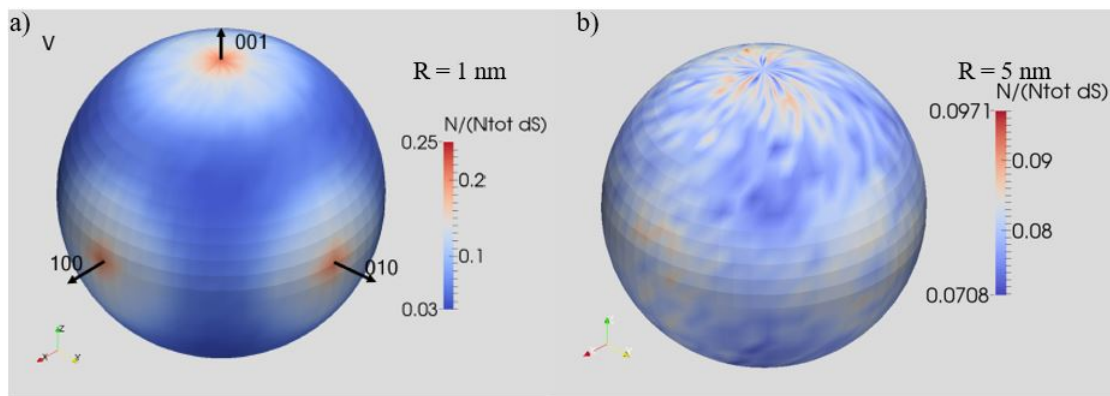 a)
V
001
R = 1 nm
N/(Ntot dS)
0.25
0.2
0.1
0.03
100
010
z
x
y
b)
R = 5 nm
N/(Ntot dS)
0.0971
0.09
0.08
0.0708